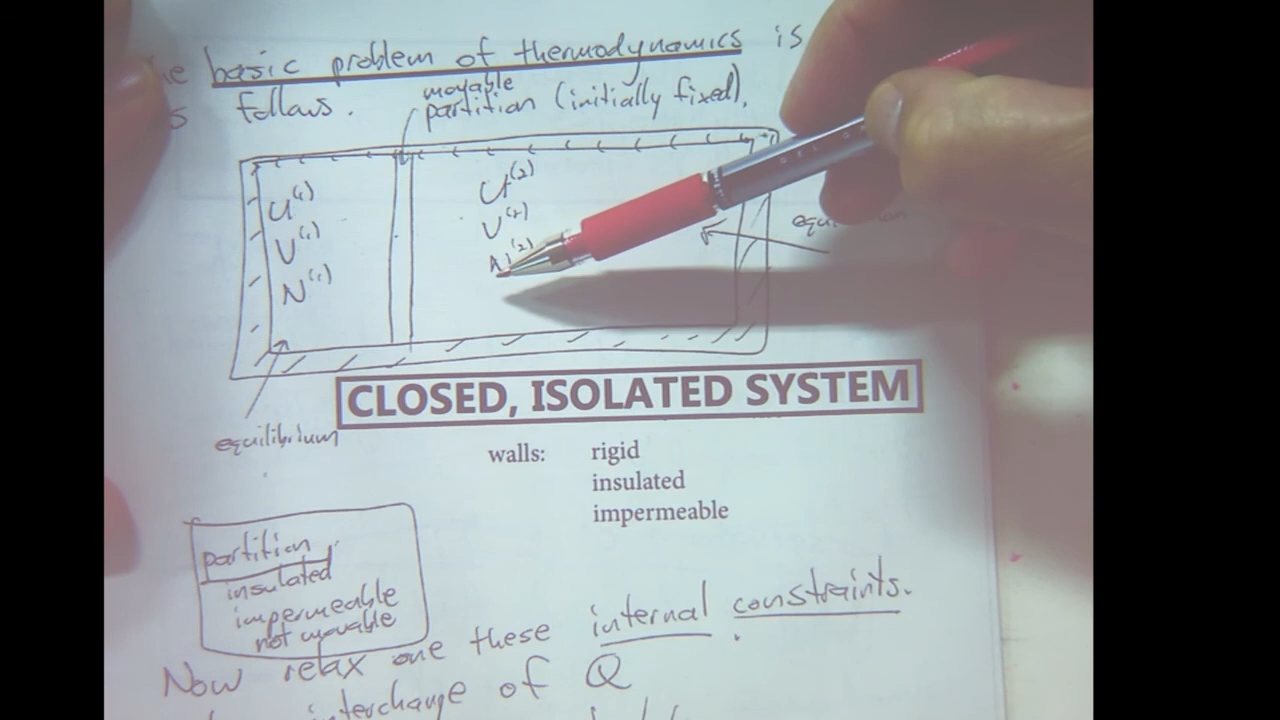 basic problem of thermodynamics is
follows.
movable
partition (initially fixed).
U⁽¹⁾
V⁽¹⁾
N⁽¹⁾
U⁽²⁾
V⁽²⁾
N⁽²⁾
CLOSED, ISOLATED SYSTEM
equilibrium
walls: rigid
insulated
impermeable
partition
insulated
impermeable
not movable
Now relax one these internal constraints.
interchange of Q